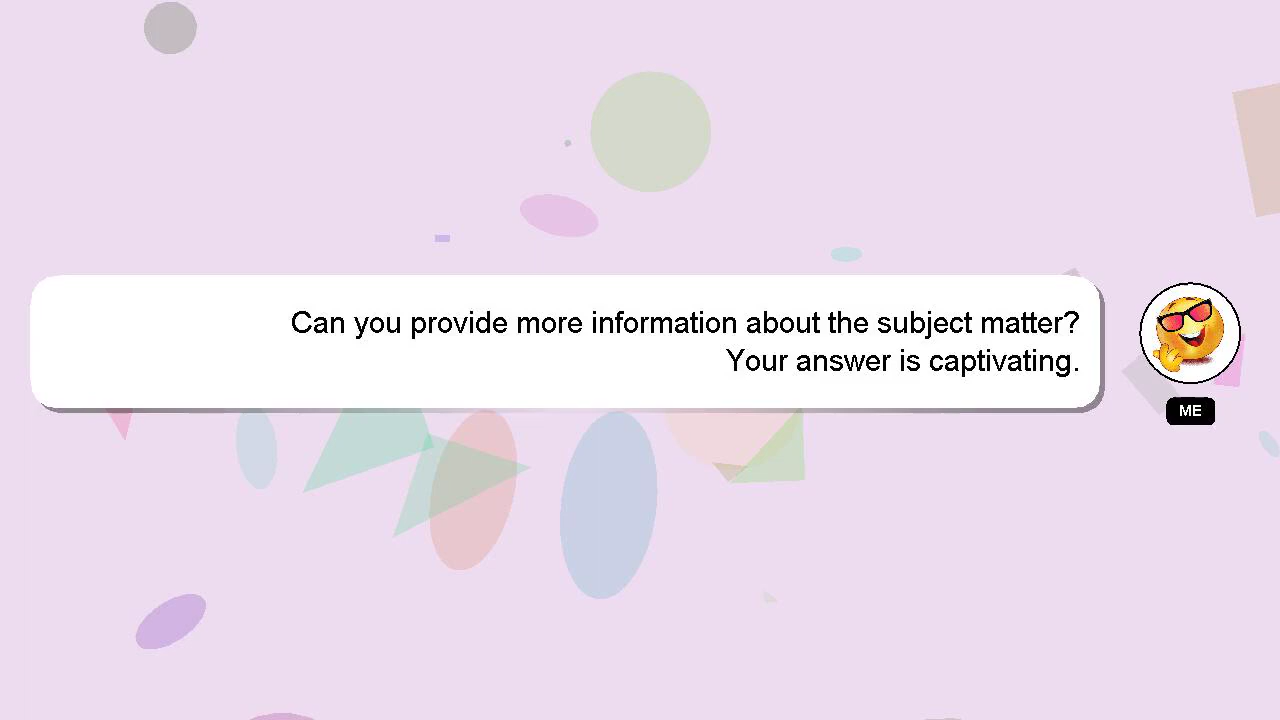 Can you provide more information about the subject matter?
Your answer is captivating.
ME